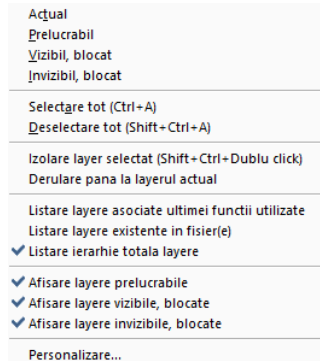 Actual
Prelucrabil
Vizibil, blocat
Invizibil, blocat
Selectare tot (Ctrl+A)
Deselectare tot (Shift+Ctrl+A)
Izolare layer selectat (Shift+Ctrl+Dublu click)
Derulare pana la layerul actual
Listare layere asociate ultimei functii utilizate
Listare layere existente in fisier(e)
Listare ierarhie totala layere
Afisare layere prelucrabile
Afisare layere vizibile, blocate
Afisare layere invizibile, blocate
Personalizare...